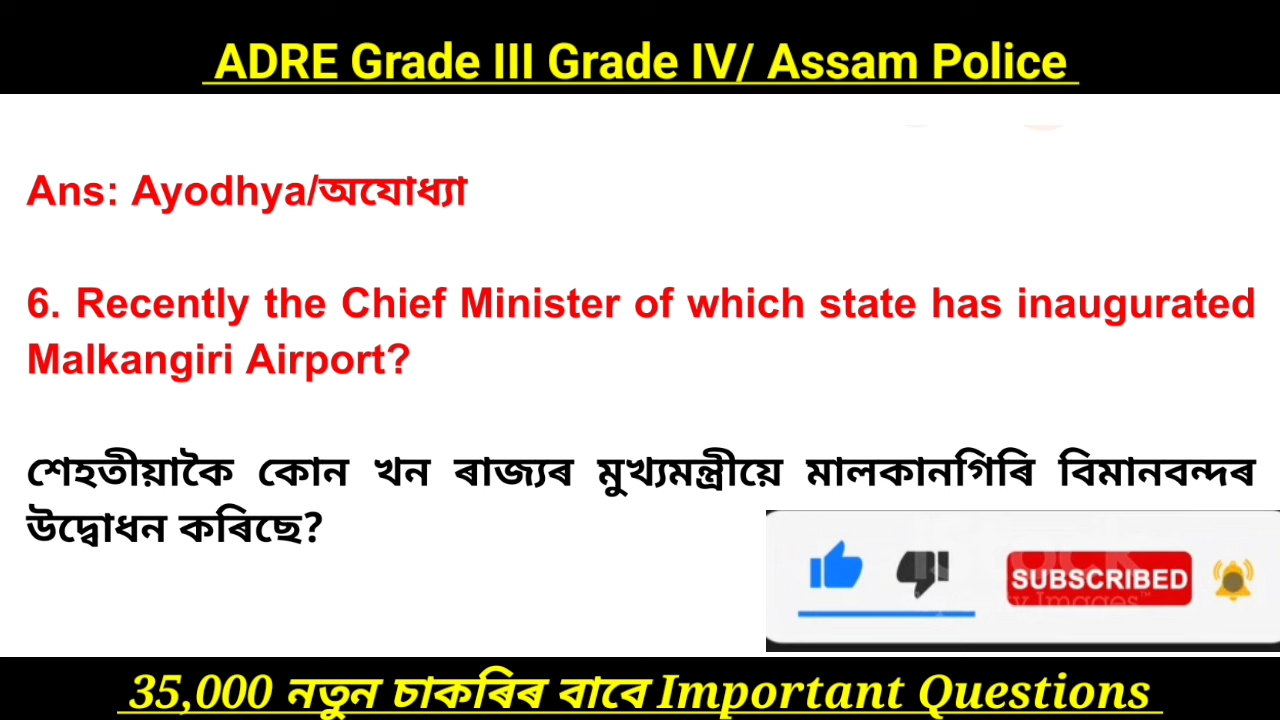 ADRE Grade III Grade IV/ Assam Police
Ans: Ayodhya/অযোধ্যা
6. Recently the Chief Minister of which state has inaugurated
Malkangiri Airport?
শেহতীয়াকৈ কোন খন ৰাজ্যৰ মুখ্যমন্ত্ৰীয়ে মালকানগিৰি বিমানবন্দৰ
উদ্বোধন কৰিছে?
SUBSCRIBED
35,000 নতুন চাকৰিৰ বাবে Important Questions